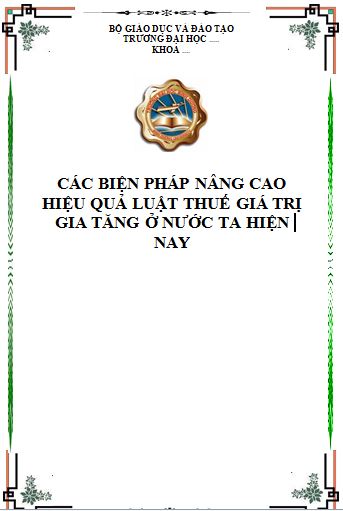 BỘ GIÁO DỤC VÀ ĐÀO TẠO
TRƯỜNG ĐẠI HỌC .....
KHOA ....
CÁC BIỆN PHÁP NÂNG CAO
HIỆU QUẢ LUẬT THUẾ GIÁ TRỊ
GIA TĂNG Ở NƯỚC TA HIỆN
NAY